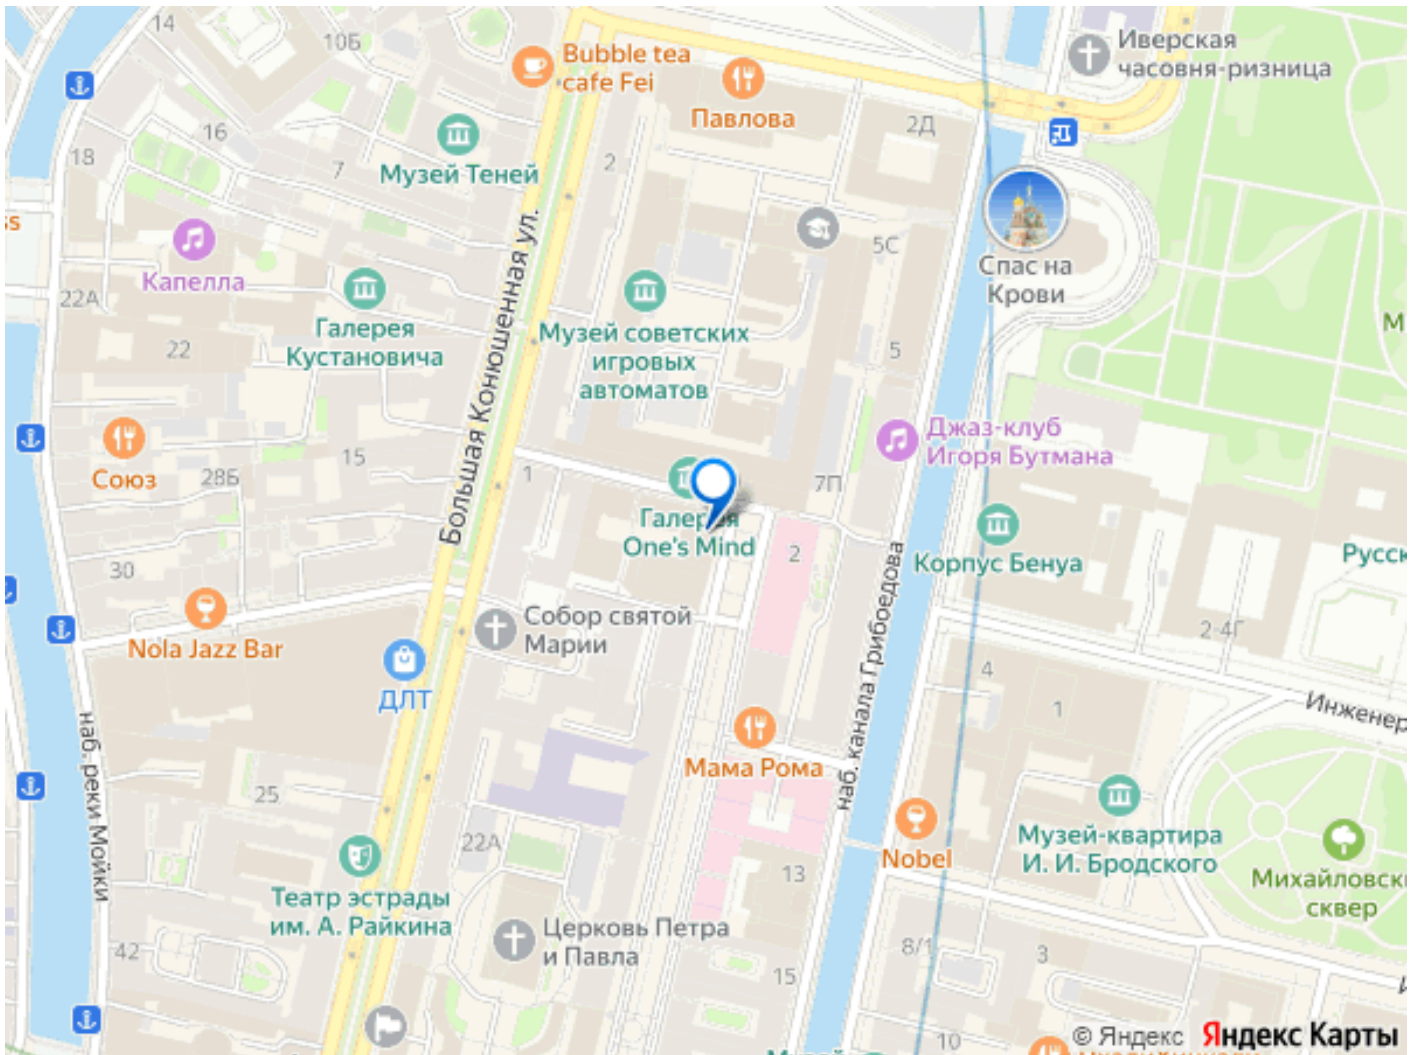 14
10Б
Bubble tea
cafe Fei
Павлова
Иверская
часовня-ризница
2Д
16
18
7
Музей Теней
2
ss
Капелла
5С
Спас на
Крови
22А
Галерея
Кустановича
22
Музей советских
игровых
автоматов
5
М
Большая Конюшенная ул.
Союз
28Б
15
1
Джаз-клуб
Игоря Бутмана
7П
Галерея
One's Mind
2
Корпус Бенуа
Русск
30
Nola Jazz Bar
Собор святой
Марии
ДЛТ
наб. канала Грибоедова
2-4Г
4
1
Инженер
наб. реки Мойки
Мама Рома
25
22А
Nobel
Музей-квартира
И. И. Бродского
Михайловск
сквер
13
Театр эстрады
им. А. Райкина
Церковь Петра
и Павла
42
8/1
3
15
10
© Яндекс Яндекс Карты